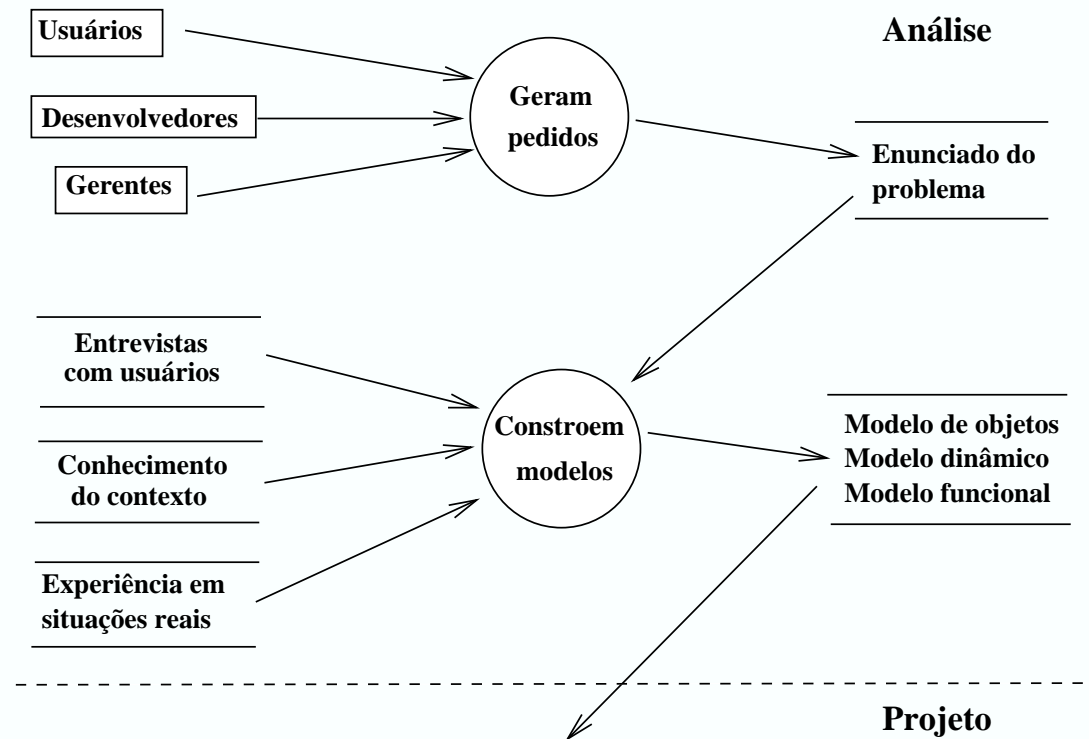 Usuários
Análise
Geram
pedidos
Desenvolvedores
Gerentes
Enunciado do
problema
Entrevistas
com usuários
Conhecimento
do contexto
Experiência em
situações reais
Constroem
modelos
Modelo de objetos
Modelo dinâmico
Modelo funcional
Projeto